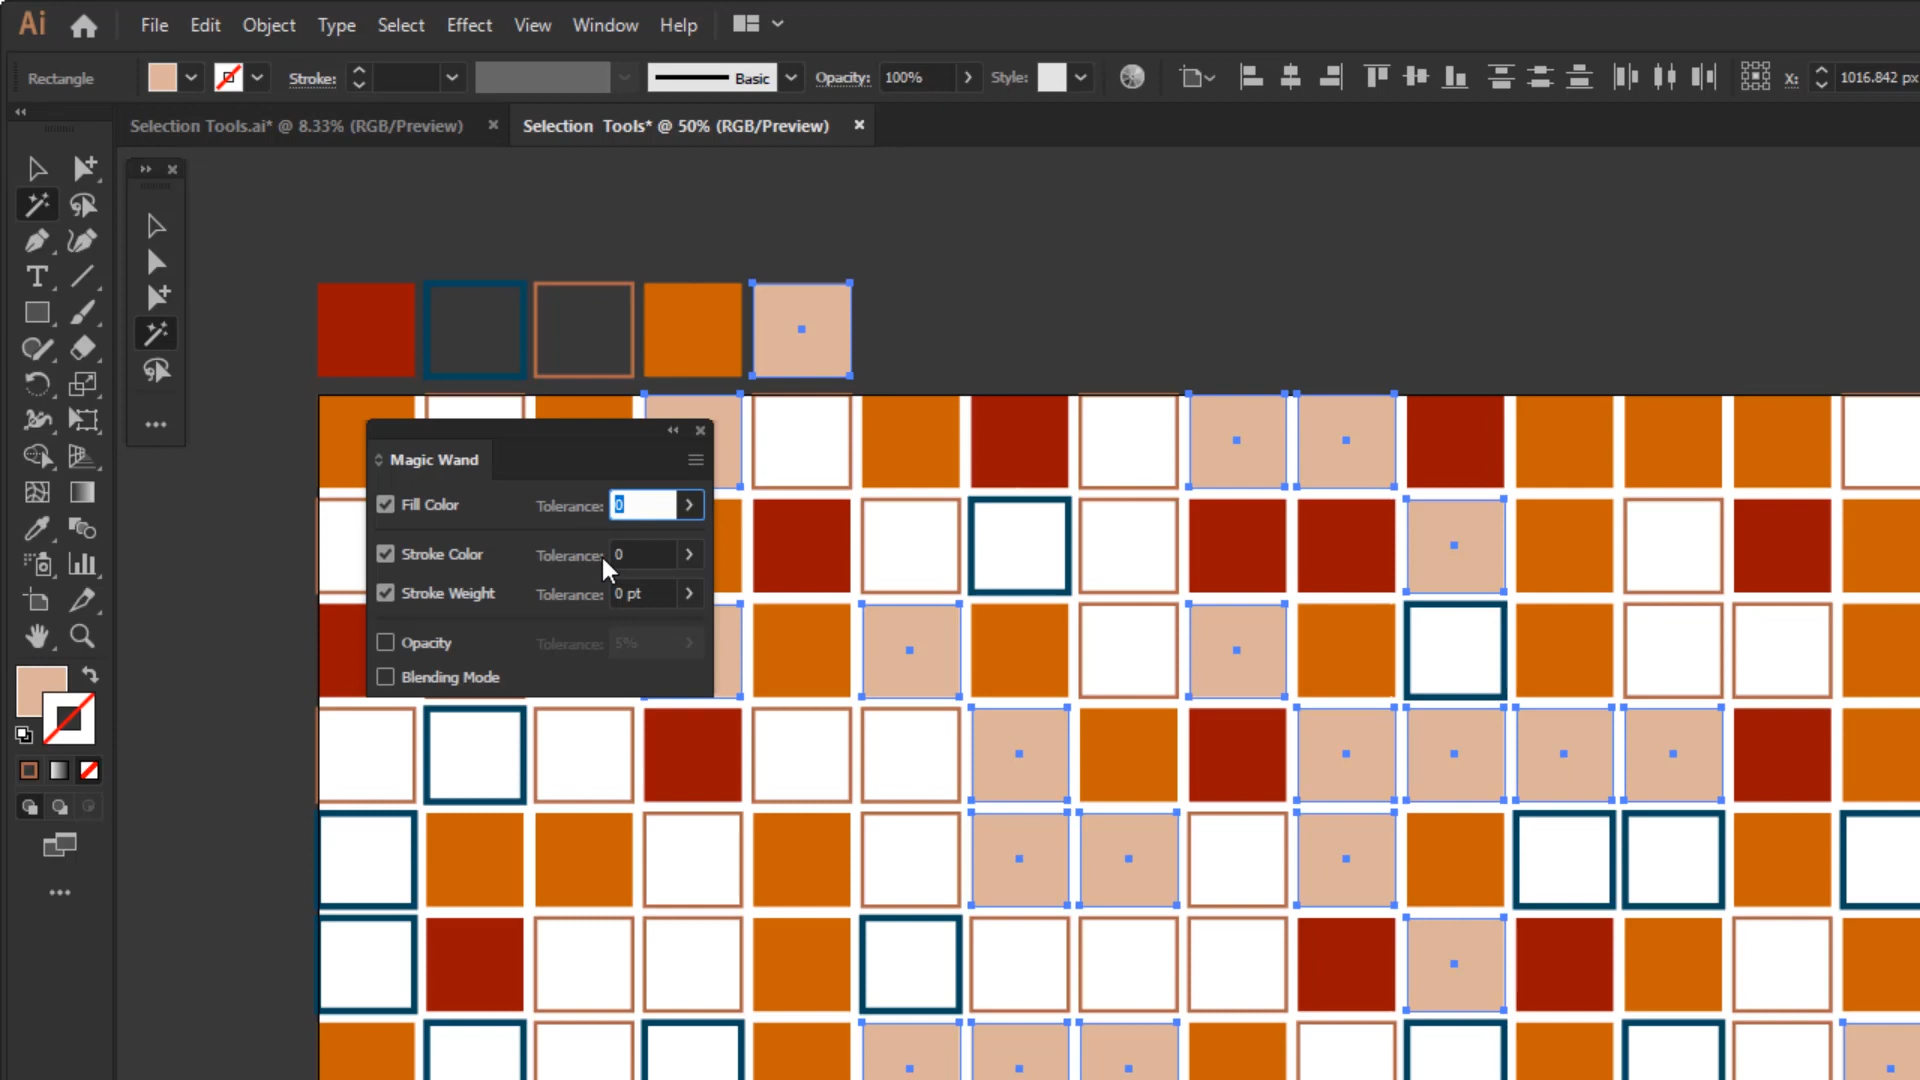 Ai File Edit Object Type Select Effect View Window Help
Rectangle Stroke: Basic Opacity: 100% Style: X: 1016.842 px
Selection Tools.ai* @ 8.33% (RGB/Preview) Selection Tools* @ 50% (RGB/Preview)
Magic Wand
Fill Color Tolerance: 0
Stroke Color Tolerance: 0
Stroke Weight Tolerance: 0 pt
Opacity Tolerance: 5%
Blending Mode